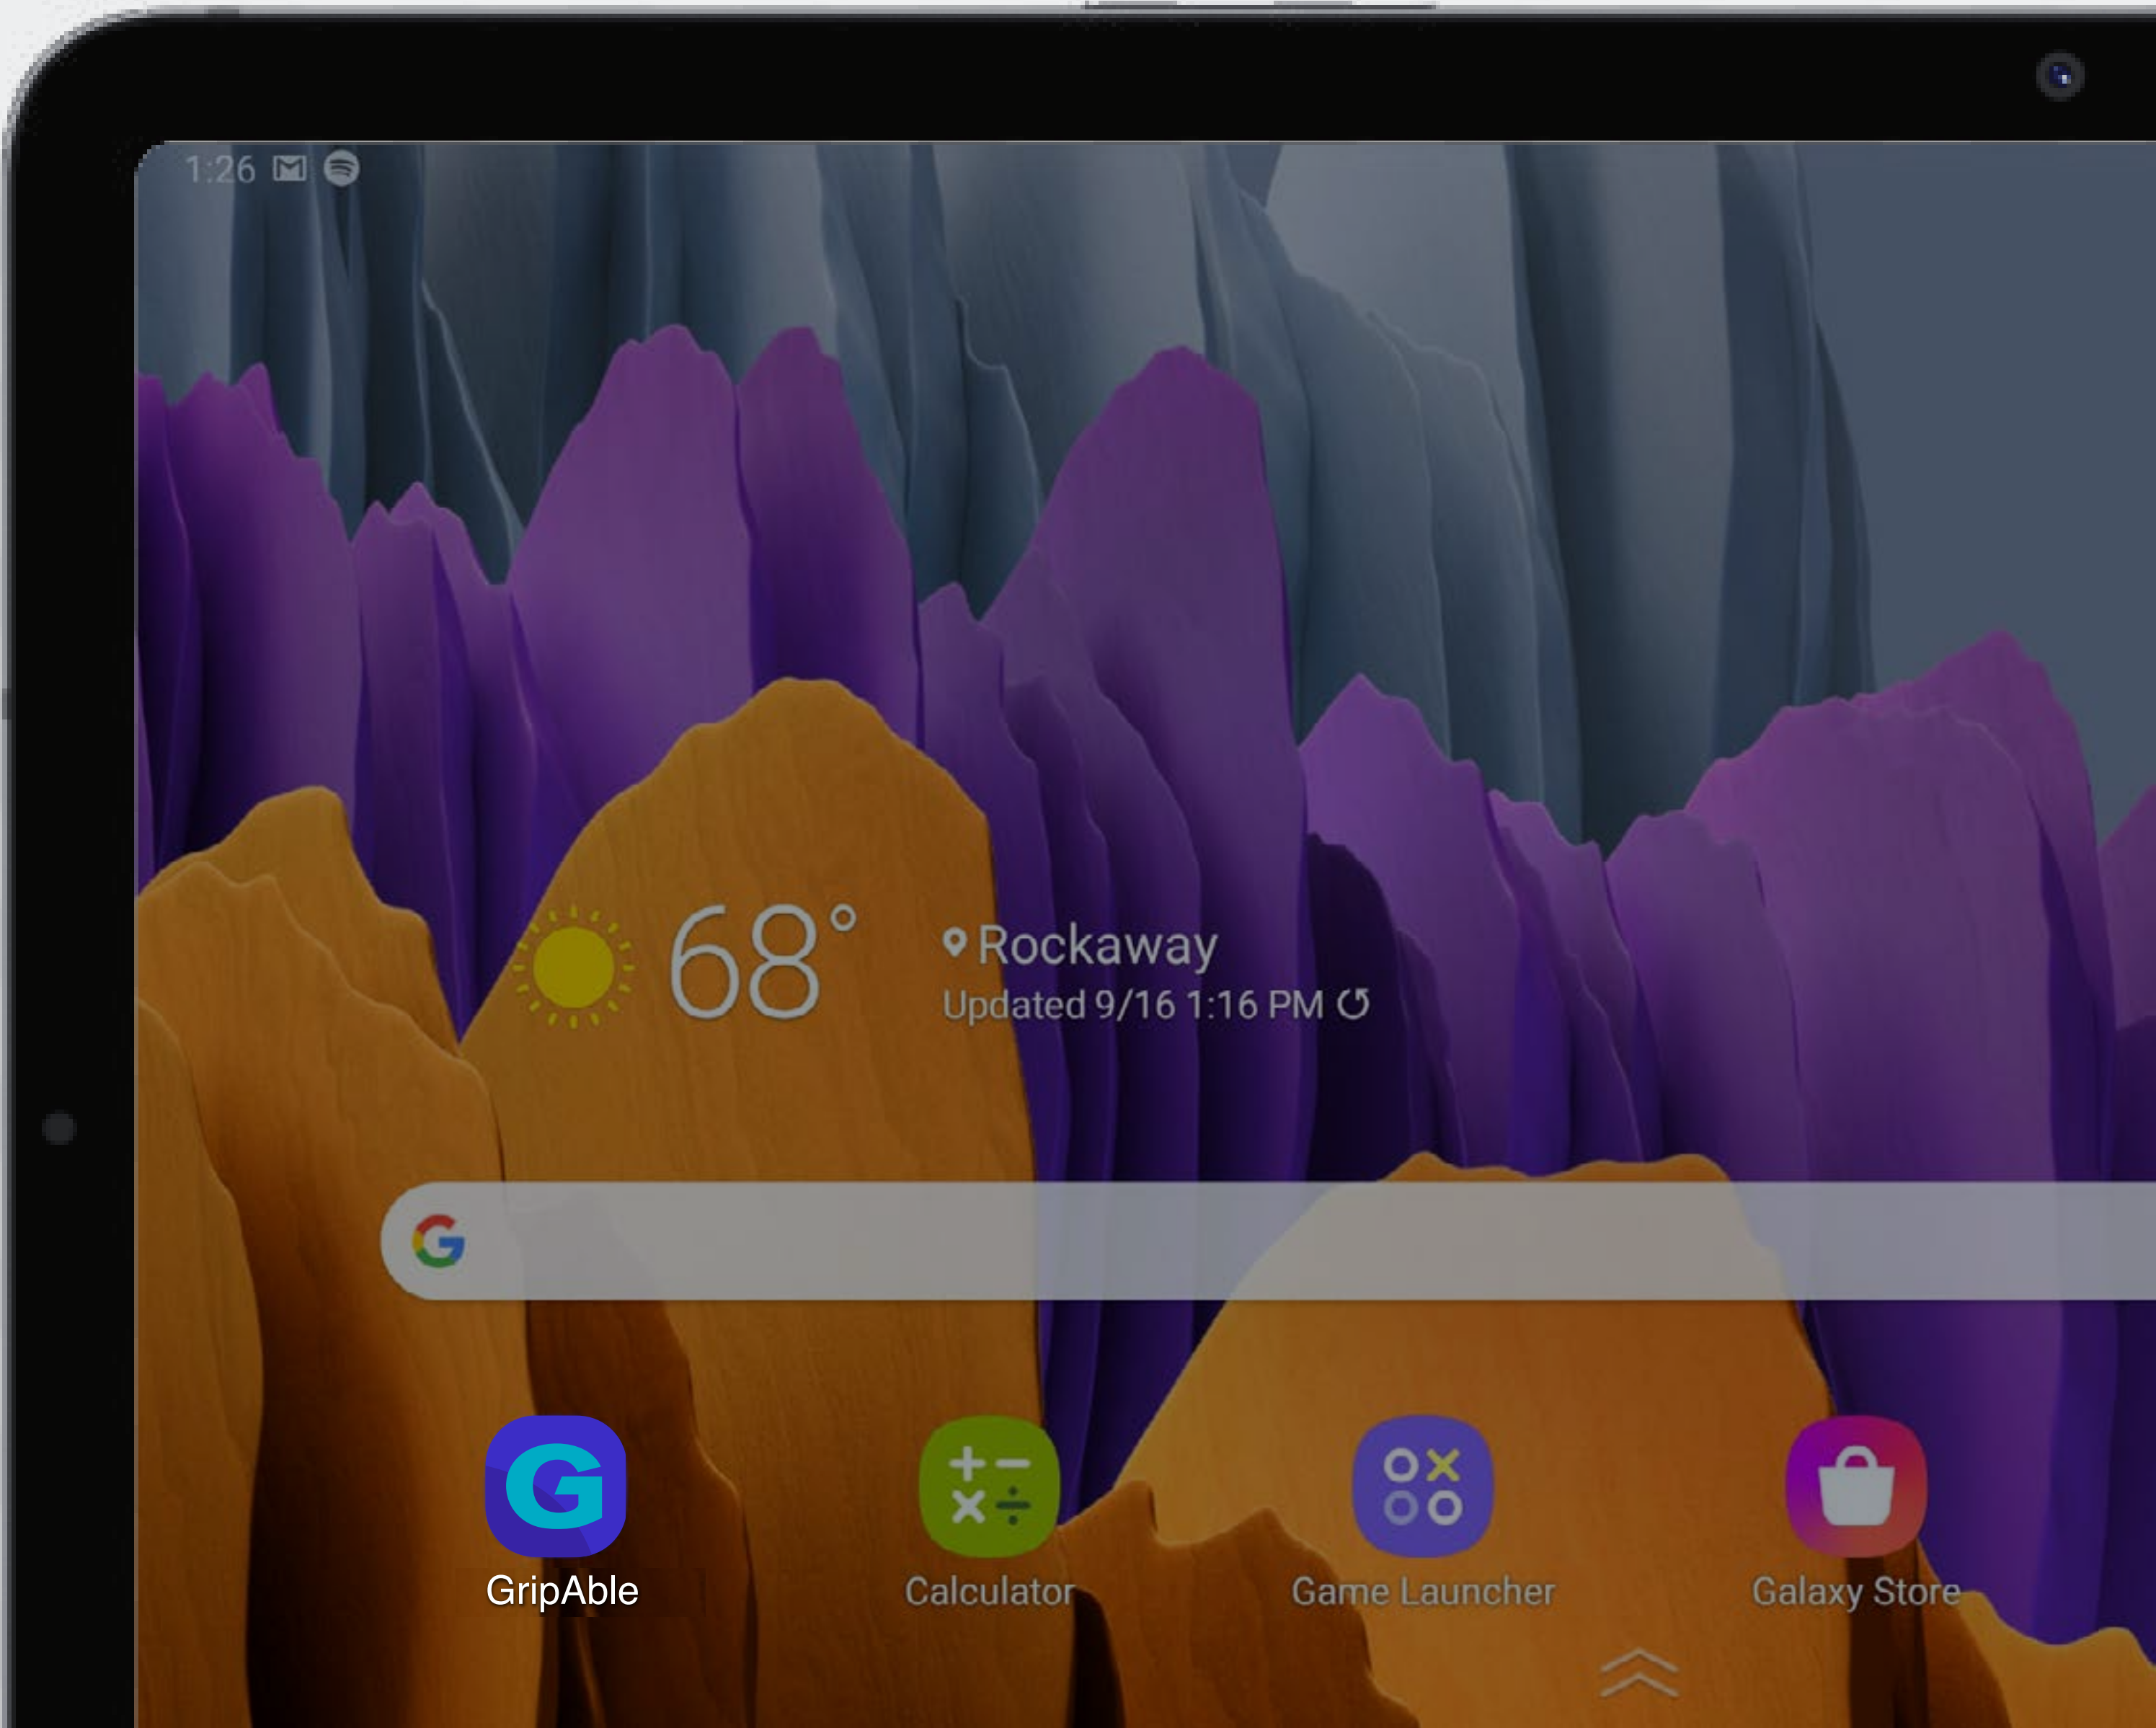 1:26
68°
Rockaway
Updated 9/16 1:16 PM
G
G
GripAble
Calculator
Game Launcher
Galaxy Store